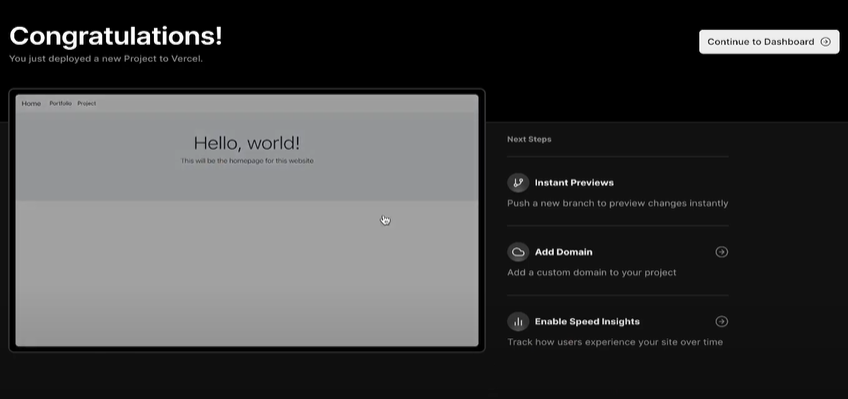 Congratulations!
You just deployed a new Project to Vercel.
Continue to Dashboard
Home Portfolio Project
Hello, world!
This will be the homepage for this website
Next Steps
Instant Previews
Push a new branch to preview changes instantly
Add Domain
Add a custom domain to your project
Enable Speed Insights
Track how users experience your site over time